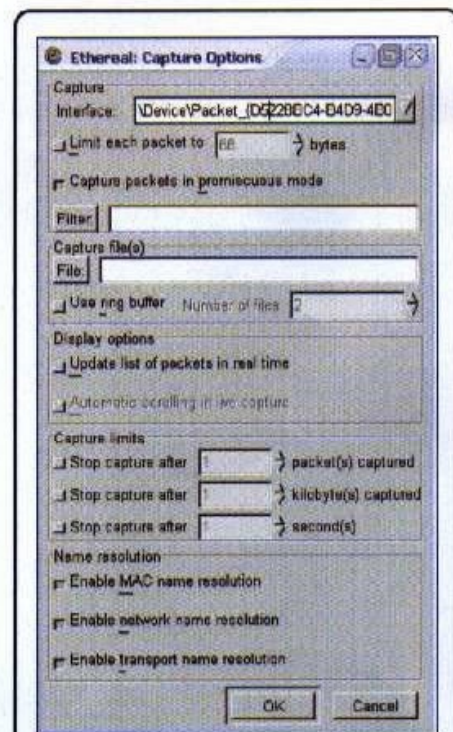 Ethereal: Capture Options
Capture
Interface: \Device\Packet_{D522BBC4-B4D9-4E0
Limit each packet to 68 bytes
Capture packets in promiscuous mode
Filter:
Capture file(s)
File:
Use ring buffer Number of files 2
Display options
Update list of packets in real time
Automatic scrolling in live capture
Capture limits
Stop capture after 1 packet(s) captured
Stop capture after 1 kilobyte(s) captured
Stop capture after 1 second(s)
Name resolution
Enable MAC name resolution
Enable network name resolution
Enable transport name resolution
OK Cancel